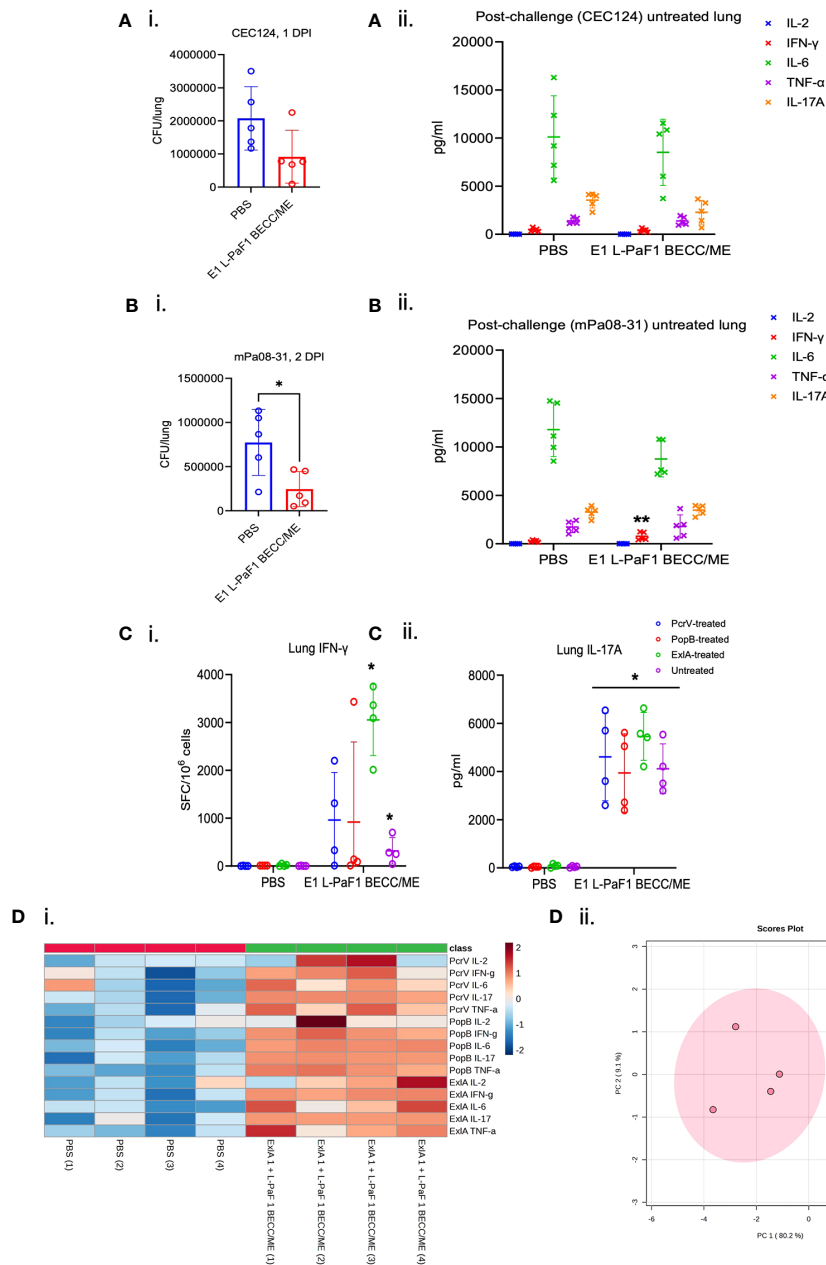 A i.
CEC124, 1 DPI
CFU/lung
4000000
3000000
2000000
1000000
0
PBS
E1 L-PaF1 BECC/ME
A ii.
Post-challenge (CEC124) untreated lung
pg/ml
20000
15000
10000
5000
0
PBS
E1 L-PaF1 BECC/ME
IL-2
IFN-γ
IL-6
TNF-α
IL-17A
B i.
mPa08-31, 2 DPI
CFU/lung
1500000
1000000
500000
0
*
PBS
E1 L-PaF1 BECC/ME
B ii.
Post-challenge (mPa08-31) untreated lung
pg/ml
20000
15000
10000
5000
0
**
PBS
E1 L-PaF1 BECC/ME
IL-2
IFN-γ
IL-6
TNF-α
IL-17A
C i.
Lung IFN-γ
SFC/10⁶ cells
4000
3000
2000
1000
0
*
*
PBS
E1 L-PaF1 BECC/ME
C ii.
Lung IL-17A
pg/ml
8000
6000
4000
2000
0
*
PBS
E1 L-PaF1 BECC/ME
PcrV-treated
PopB-treated
ExlA-treated
Untreated
D i.
class
PcrV IL-2
PcrV IFN-g
PcrV IL-6
PcrV IL-17
PcrV TNF-a
PopB IL-2
PopB IFN-g
PopB IL-6
PopB IL-17
PopB TNF-a
ExlA IL-2
ExlA IFN-g
ExlA IL-6
ExlA IL-17
ExlA TNF-a
2
1
0
-1
-2
PBS (1)
PBS (2)
PBS (3)
PBS (4)
ExlA 1 + L-PaF 1 BECC/ME (1)
ExlA 1 + L-PaF 1 BECC/ME (2)
ExlA 1 + L-PaF 1 BECC/ME (3)
ExlA 1 + L-PaF 1 BECC/ME (4)
D ii.
Scores Plot
PC 2 ( 9.1 %)
3
2
1
0
-1
-2
-3
-6
-4
-2
0
PC 1 ( 80.2 %)